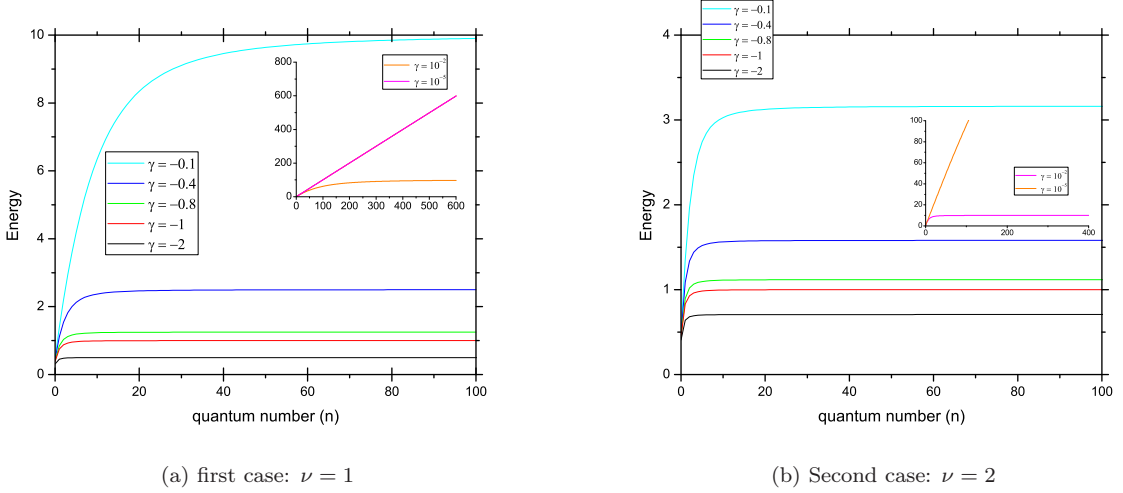 10
8
6
4
2
0
Energy
0
20
40
60
80
100
quantum number (n)
γ = −0.1
γ = −0.4
γ = −0.8
γ = −1
γ = −2
800
600
400
200
0
0
100
200
300
400
500
600
γ = 10⁻²
γ = 10⁻⁵
(a) first case: ν = 1
4
3
2
1
0
Energy
0
20
40
60
80
100
quantum number (n)
γ = −0.1
γ = −0.4
γ = −0.8
γ = −1
γ = −2
100
80
60
40
20
0
0
200
400
γ = 10⁻²
γ = 10⁻⁵
(b) Second case: ν = 2